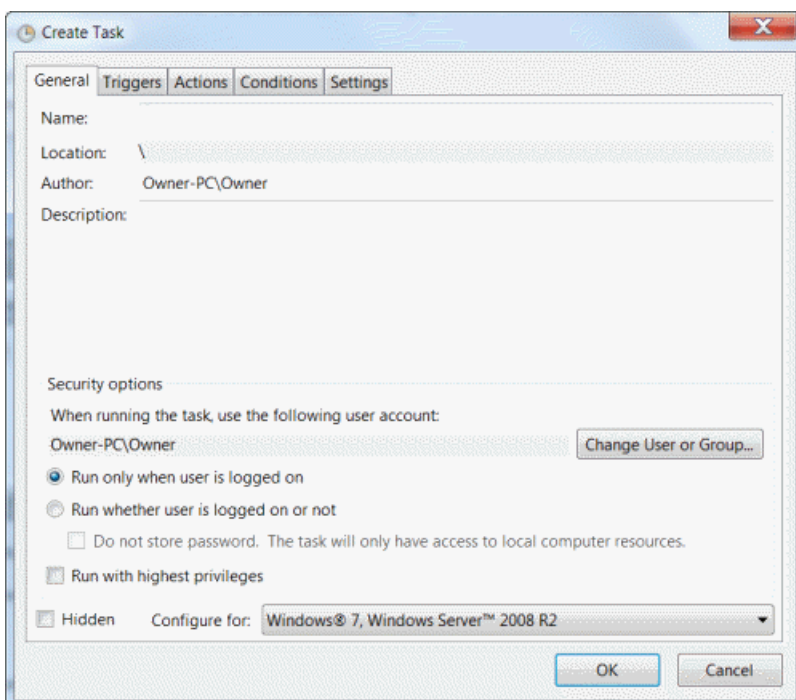 Create Task
General Triggers Actions Conditions Settings
Name:
Location: \
Author: Owner-PC\Owner
Description:
Security options
When running the task, use the following user account:
Owner-PC\Owner Change User or Group...
Run only when user is logged on
Run whether user is logged on or not
Do not store password. The task will only have access to local computer resources.
Run with highest privileges
Hidden Configure for: Windows® 7, Windows Server™ 2008 R2
OK Cancel